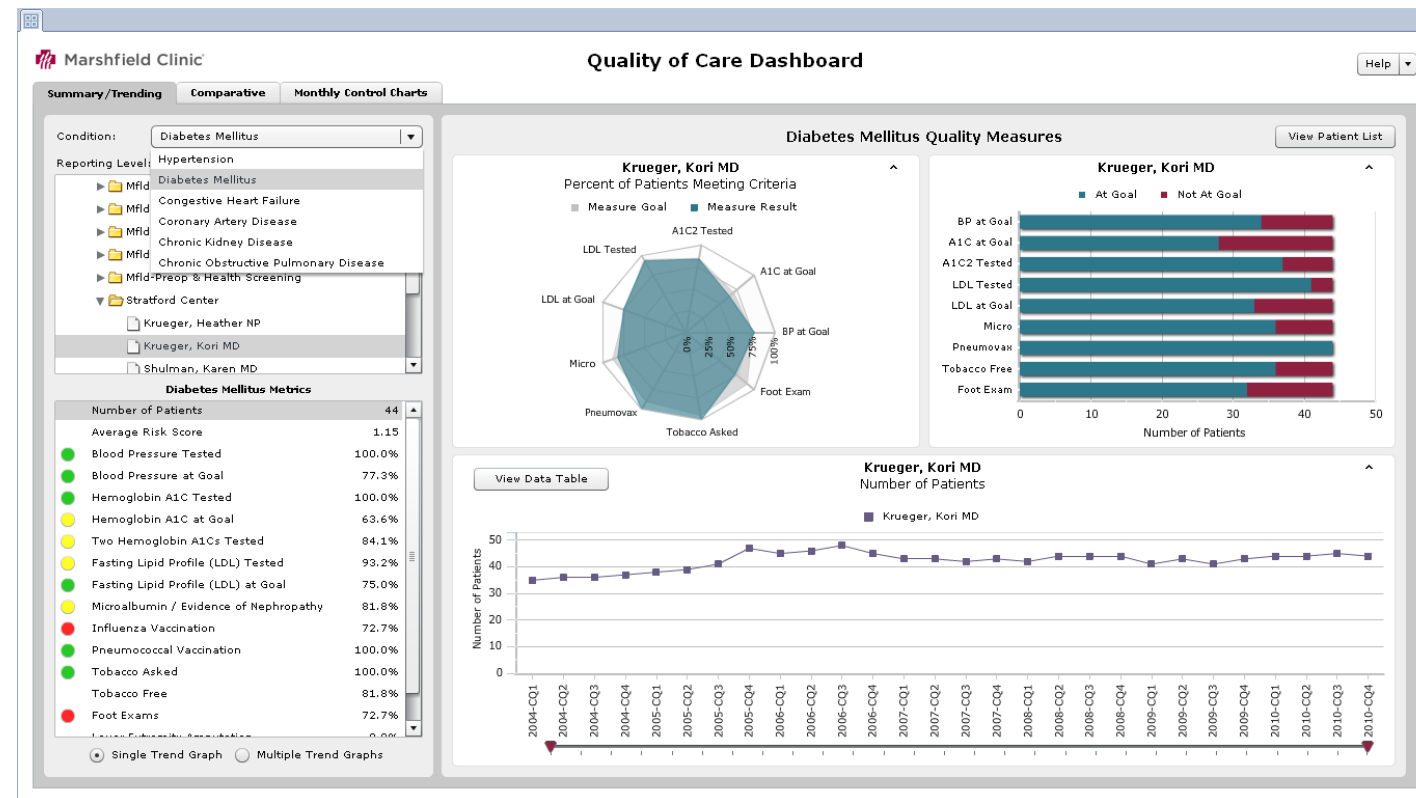 Marshfield Clinic
Quality of Care Dashboard
Help
Summary/Trending
Comparative
Monthly Control Charts
Condition:
Diabetes Mellitus
Hypertension
Diabetes Mellitus
Congestive Heart Failure
Coronary Artery Disease
Chronic Kidney Disease
Chronic Obstructive Pulmonary Disease
Reporting Level:
Mfld
Mfld
Mfld
Mfld
Mfld-Preop & Health Screening
Stratford Center
Krueger, Heather NP
Krueger, Kori MD
Shulman, Karen MD
Diabetes Mellitus Metrics
Number of Patients 44
Average Risk Score 1.15
Blood Pressure Tested 100.0%
Blood Pressure at Goal 77.3%
Hemoglobin A1C Tested 100.0%
Hemoglobin A1C at Goal 63.6%
Two Hemoglobin A1Cs Tested 84.1%
Fasting Lipid Profile (LDL) Tested 93.2%
Fasting Lipid Profile (LDL) at Goal 75.0%
Microalbumin / Evidence of Nephropathy 81.8%
Influenza Vaccination 72.7%
Pneumococcal Vaccination 100.0%
Tobacco Asked 100.0%
Tobacco Free 81.8%
Foot Exams 72.7%
Single Trend Graph
Multiple Trend Graphs
Diabetes Mellitus Quality Measures
View Patient List
Krueger, Kori MD
Percent of Patients Meeting Criteria
Measure Goal
Measure Result
A1C2 Tested
LDL Tested
A1C at Goal
LDL at Goal
BP at Goal
0% 25% 50% 75% 100%
Micro
Foot Exam
Pneumovax
Tobacco Asked
Krueger, Kori MD
At Goal
Not At Goal
BP at Goal
A1C at Goal
A1C2 Tested
LDL Tested
LDL at Goal
Micro
Pneumovax
Tobacco Free
Foot Exam
0 10 20 30 40 50
Number of Patients
View Data Table
Krueger, Kori MD
Number of Patients
Krueger, Kori MD
Number of Patients
50
40
30
20
10
0
2004-CQ1
2004-CQ2
2004-CQ3
2004-CQ4
2005-CQ1
2005-CQ2
2005-CQ3
2005-CQ4
2006-CQ1
2006-CQ2
2006-CQ3
2006-CQ4
2007-CQ1
2007-CQ2
2007-CQ3
2007-CQ4
2008-CQ1
2008-CQ2
2008-CQ3
2008-CQ4
2009-CQ1
2009-CQ2
2009-CQ3
2009-CQ4
2010-CQ1
2010-CQ2
2010-CQ3
2010-CQ4